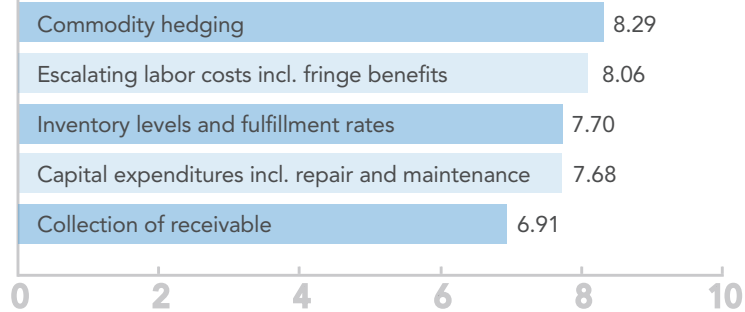 Commodity hedging 8.29
Escalating labor costs incl. fringe benefits 8.06
Inventory levels and fulfillment rates 7.70
Capital expenditures incl. repair and maintenance 7.68
Collection of receivable 6.91
0 2 4 6 8 10